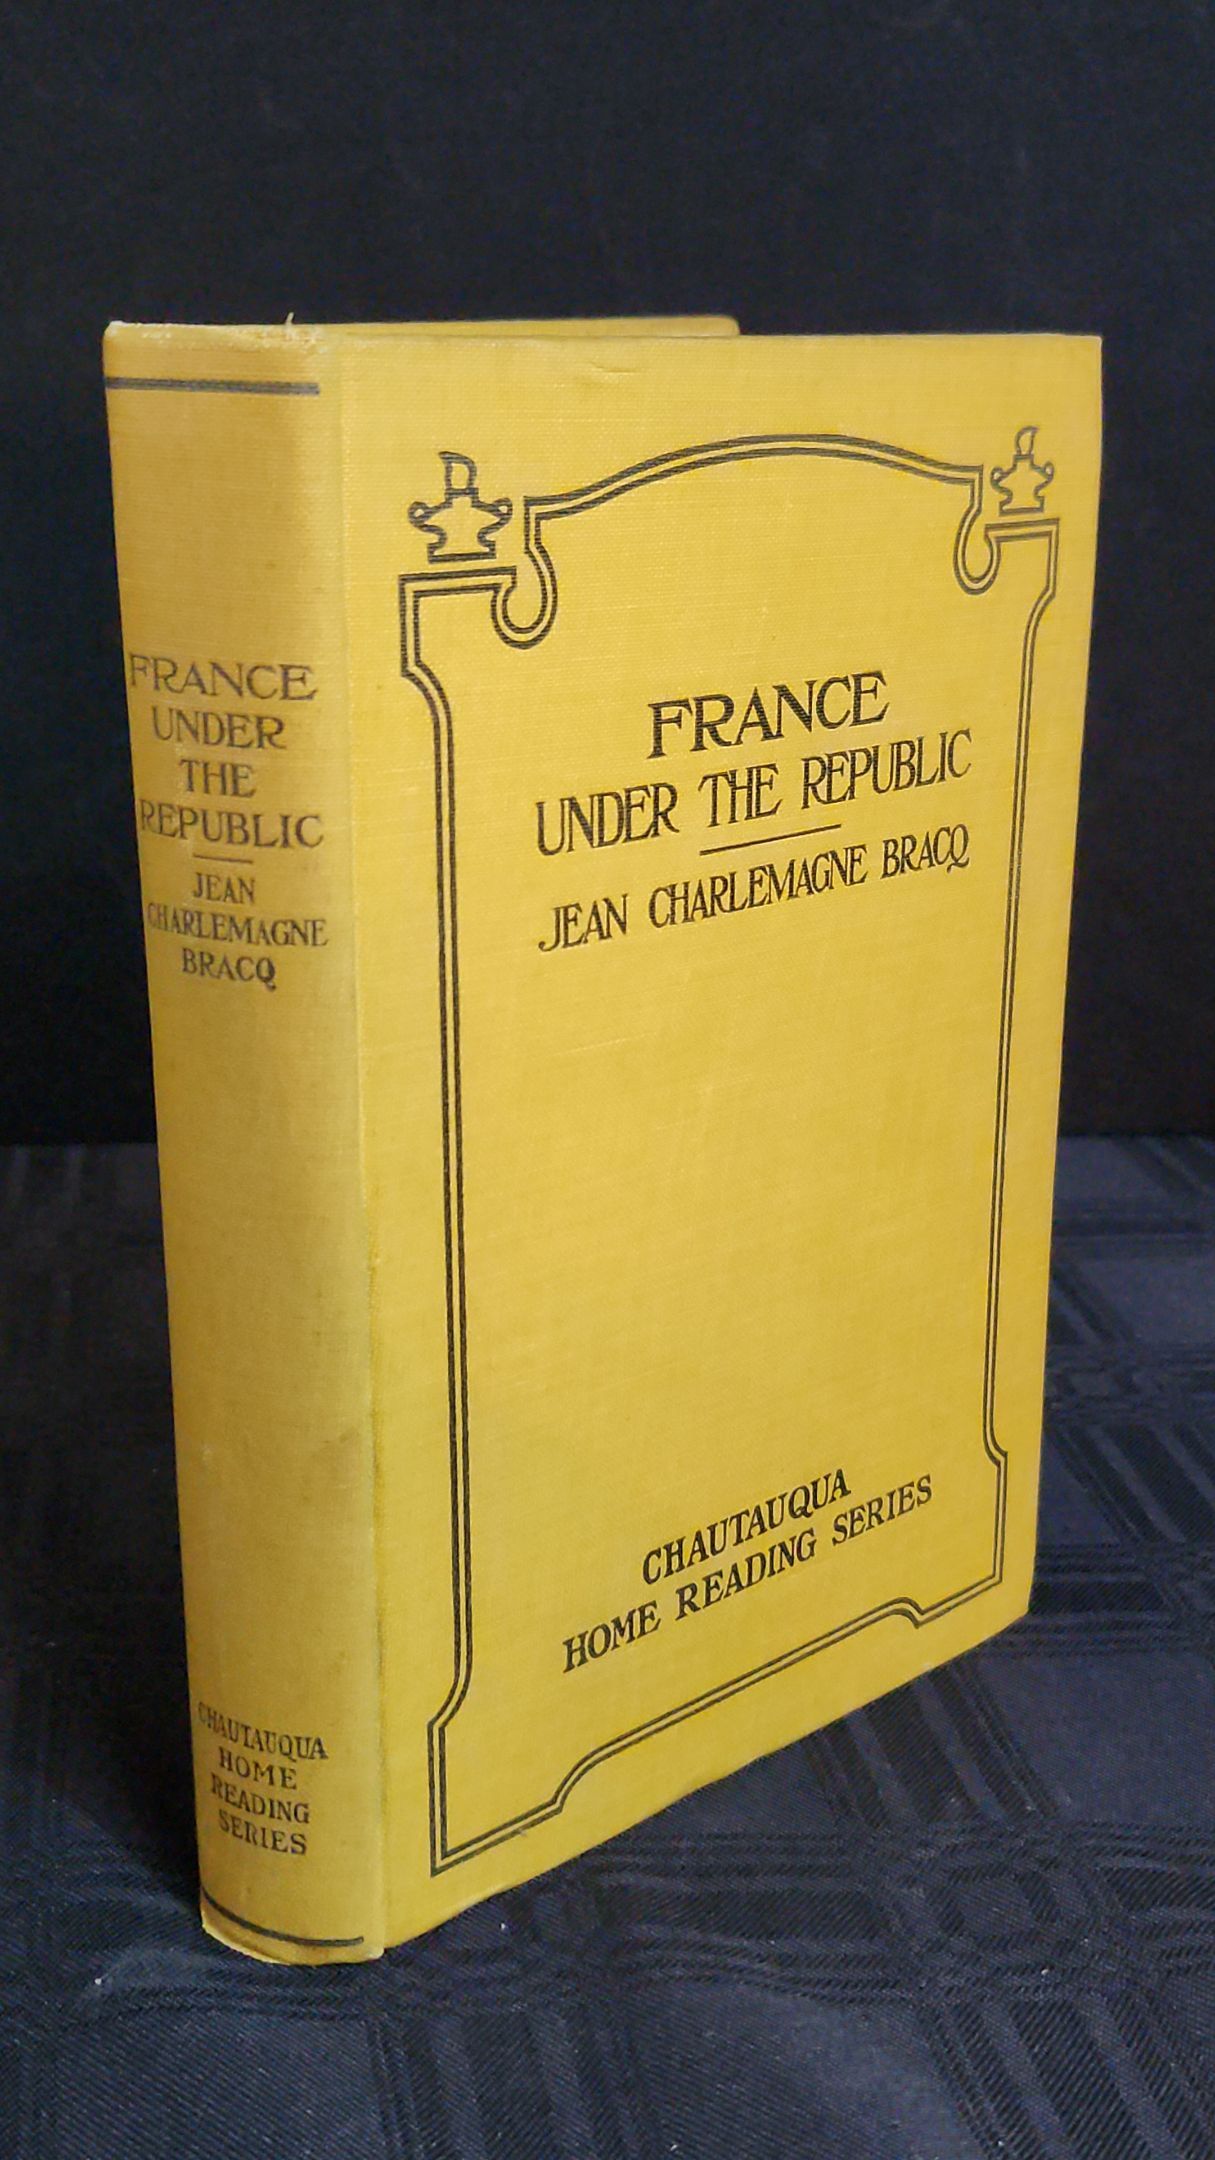 FRANCE
UNDER
THE
REPUBLIC
JEAN
CHARLEMAGNE
BRACQ
CHAUTAUQUA
HOME
READING
SERIES
FRANCE
UNDER THE REPUBLIC
JEAN CHARLEMAGNE BRACQ
CHAUTAUQUA
HOME READING SERIES